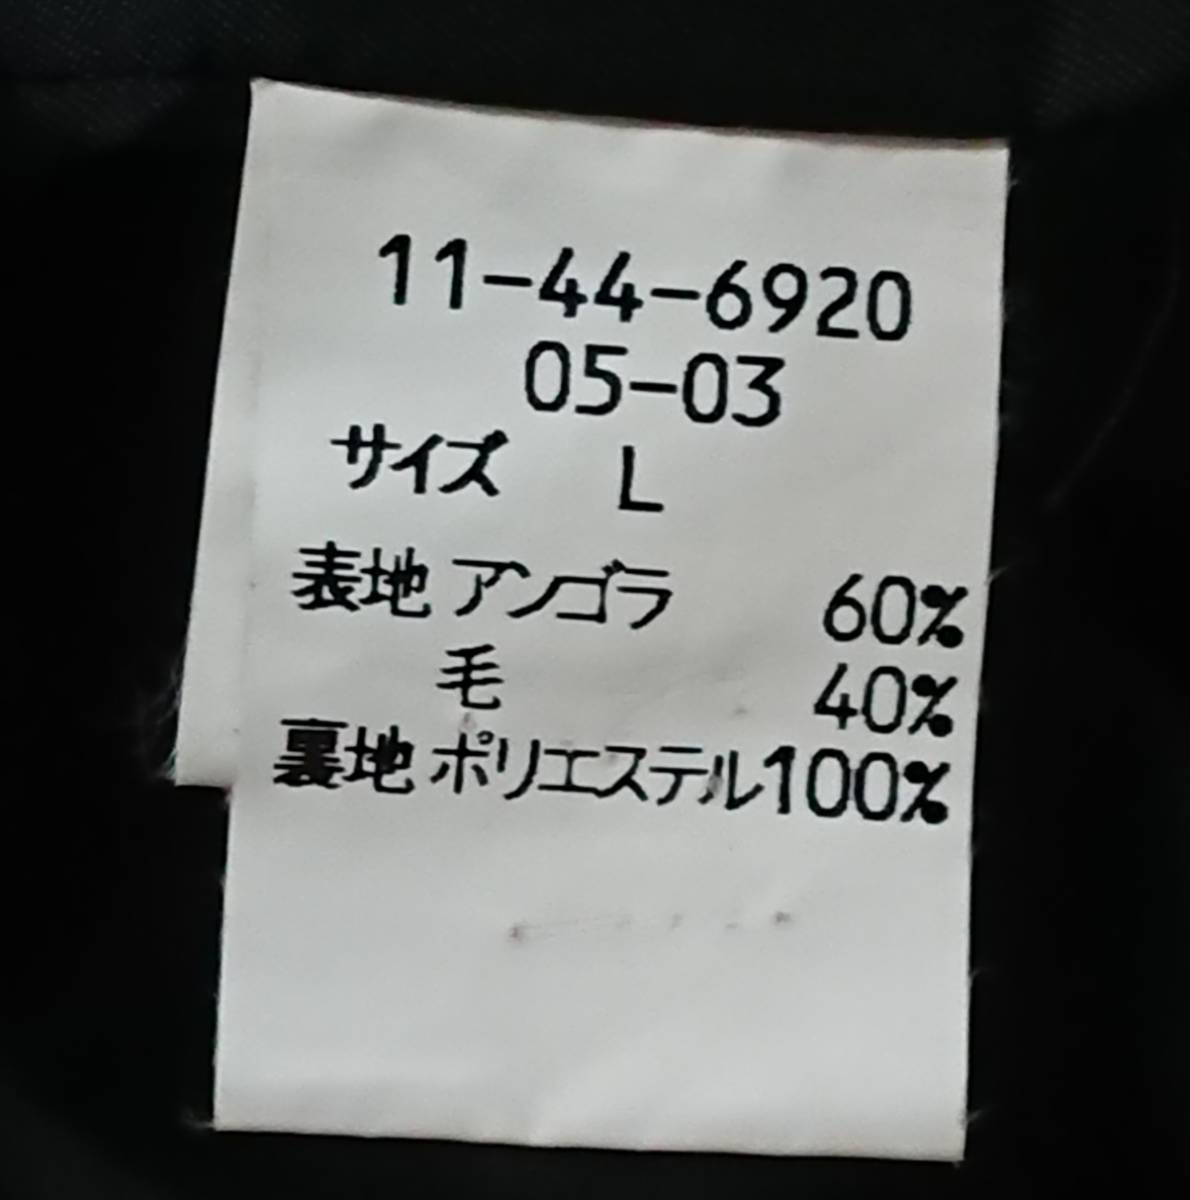 11-44-6920
05-03
サイズ L
表地 アンゴラ 60%
毛 40%
裏地 ポリエステル100%